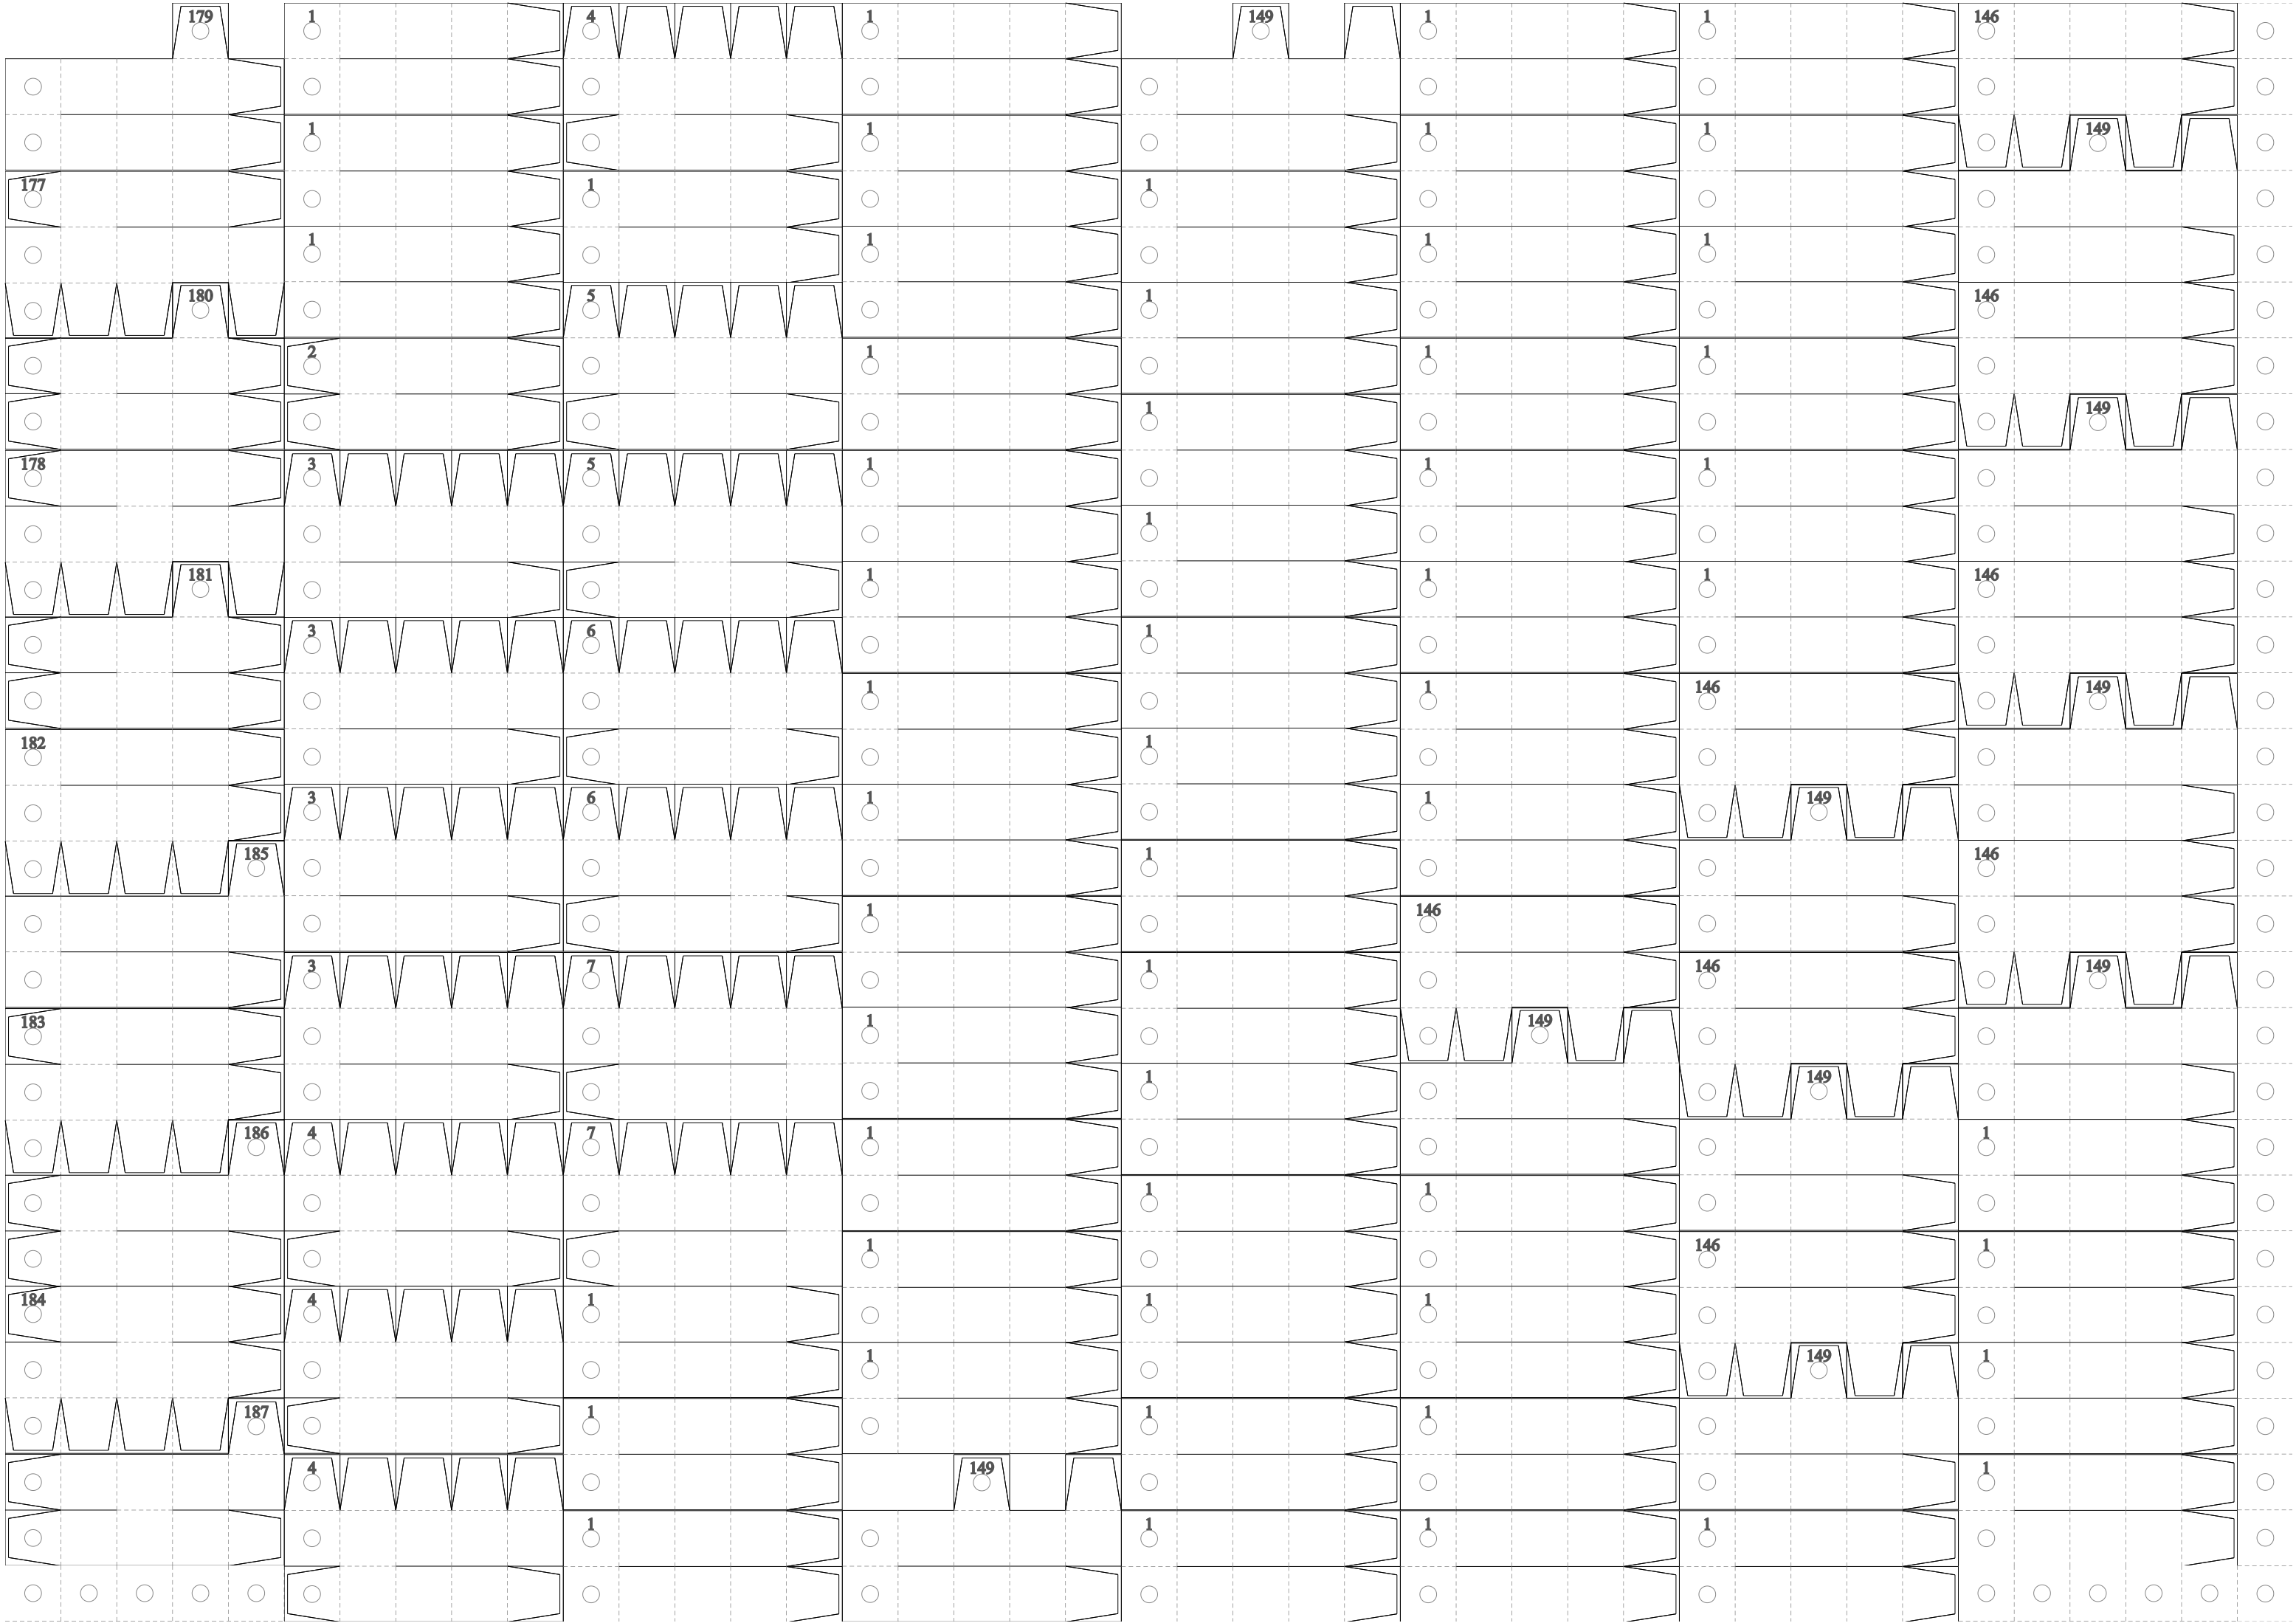 179 1 4 1 149 1 1 146
1 1 1 1 149
177 1 1
1 1 1 1
180 5 1 146
2 1 1 1
1 149
178 3 5 1 1 1
1
181 1 1 1 146
3 6 1
1 1 146 149
182 1
3 6 1 1 149
185 1 146
1 146
3 7 1 146 149
183 1 149
1 149
186 4 7 1 1
1 1
1 146 1
184 4 1 1 1
1 149 1
187 1 1 1
4 149 1
1 1 1 1